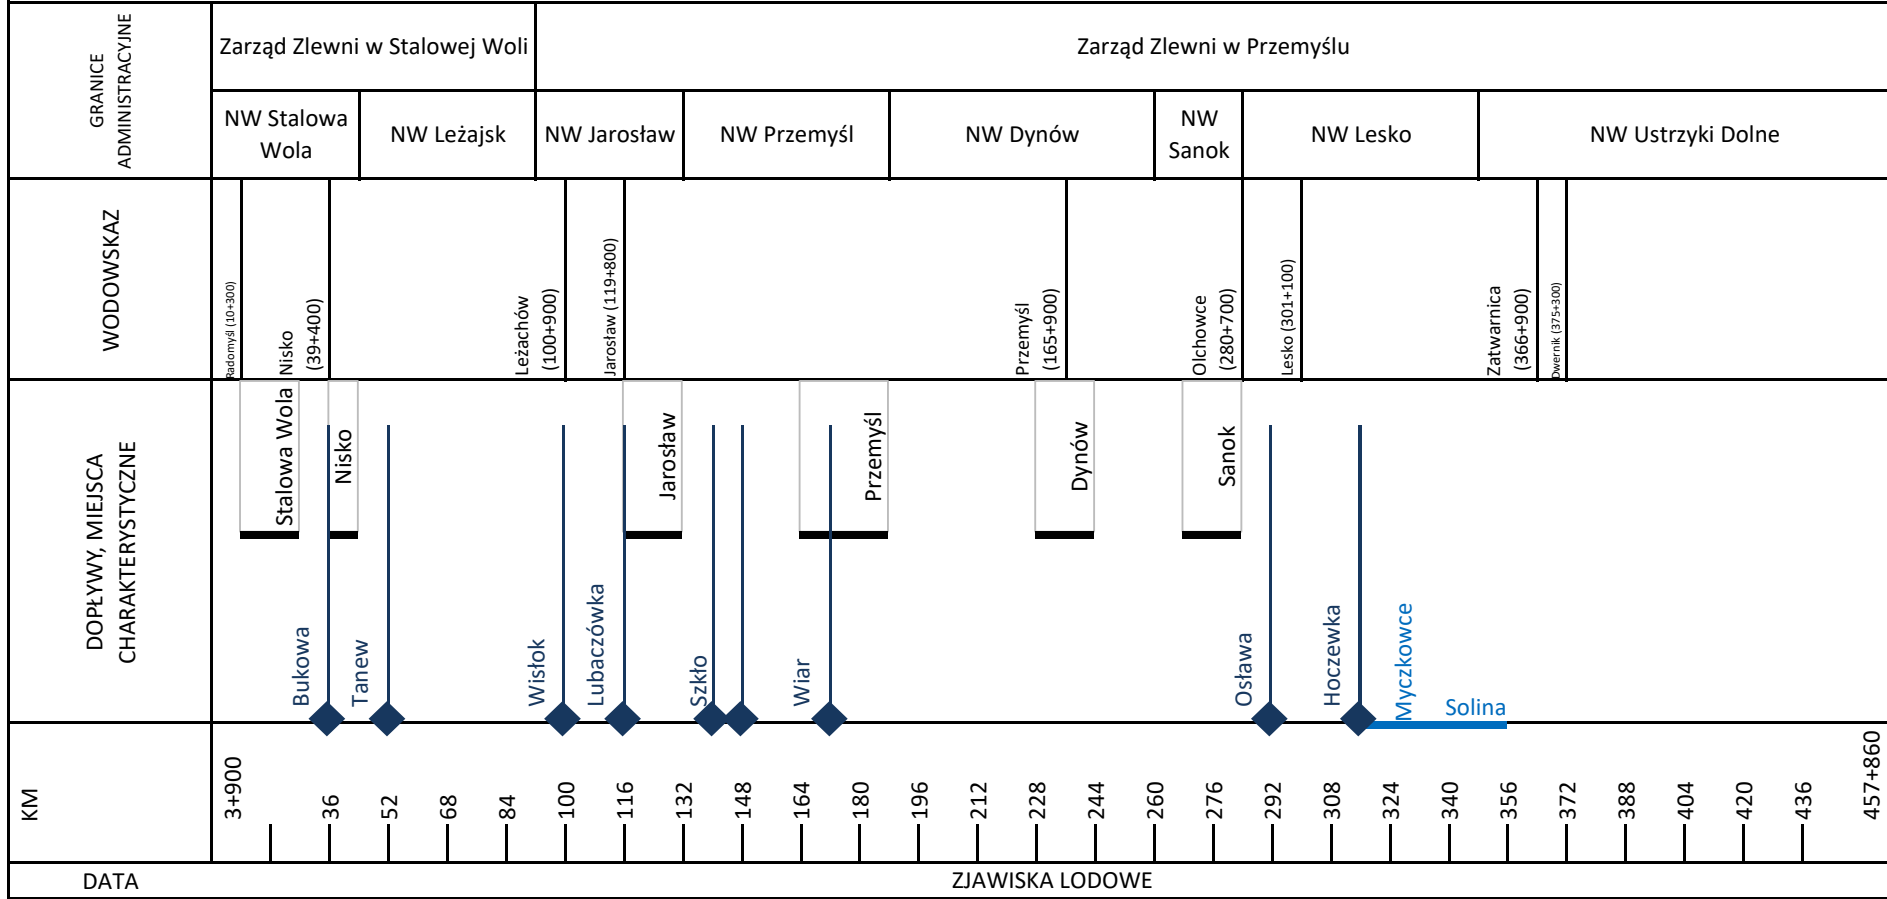 GRANICE
ADMINISTRACYJNE
Zarząd Zlewni w Stalowej Woli
Zarząd Zlewni w Przemyślu
NW Stalowa
Wola
NW Leżajsk
NW Jarosław
NW Przemyśl
NW Dynów
NW
Sanok
NW Lesko
NW Ustrzyki Dolne
WODOWSKAZ
Radomyśl (10+300)
Nisko
(39+400)
Leżachów
(100+900)
Jarosław (119+800)
Przemyśl
(165+900)
Olchowce
(280+700)
Lesko (301+100)
Zatwarnica
(366+900)
Dwernik (375+300)
DOPŁYWY, MIEJSCA
CHARAKTERYSTYCZNE
Stalowa Wola
Nisko
Jarosław
Przemyśl
Dynów
Sanok
Bukowa
Tanew
Wisłok
Lubaczówka
Szkło
Wiar
Osława
Hoczewka
Myczkowce
Solina
KM
3+900
36
52
68
84
100
116
132
148
164
180
196
212
228
244
260
276
292
308
324
340
356
372
388
404
420
436
457+860
DATA
ZJAWISKA LODOWE